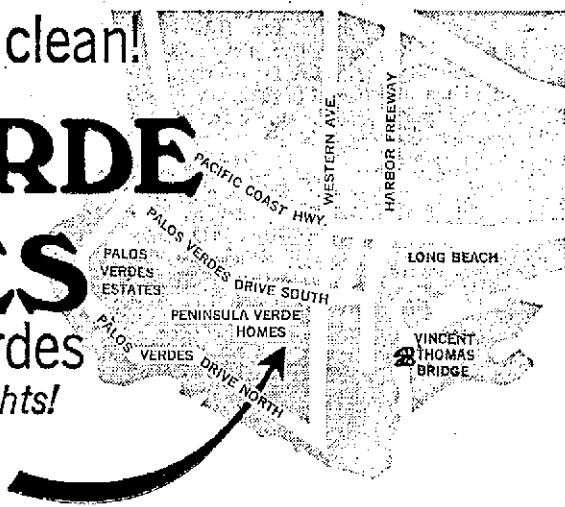 clean!
RDE
ES
rdes
hts!
WESTERN AVE.
HARBOR FREEWAY
PACIFIC COAST HWY.
PALOS VERDES DRIVE SOUTH
LONG BEACH
PALOS
VERDES
ESTATES
PENINSULA VERDE
HOMES
PALOS VERDES DRIVE NORTH
VINCENT
THOMAS
BRIDGE